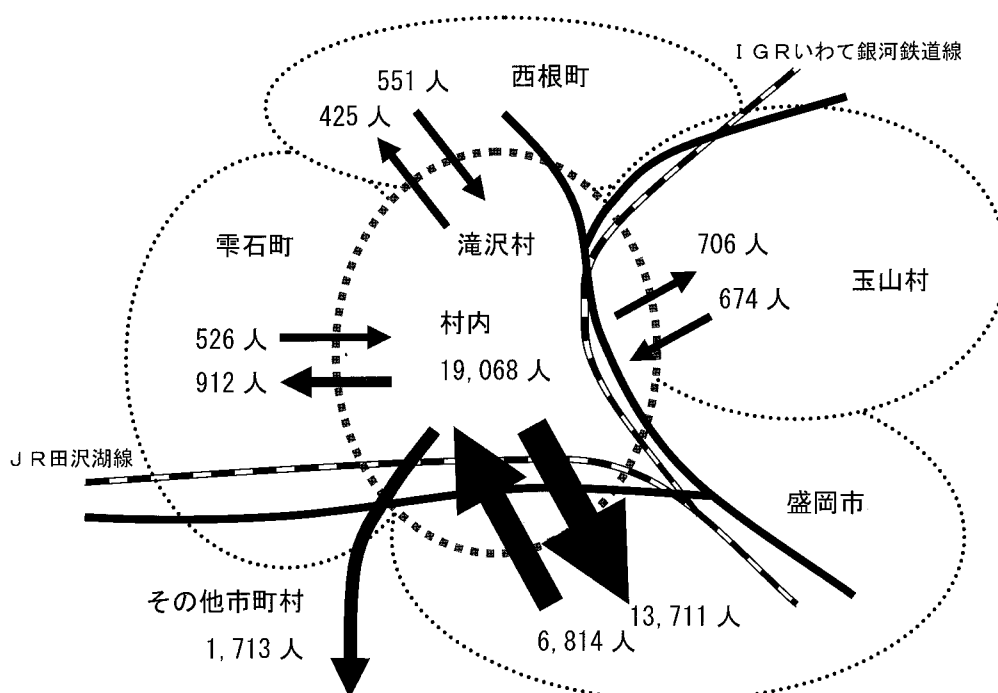 IGRいわて銀河鉄道線
西根町
551 人
425 人
雫石町
滝沢村
706 人
玉山村
674 人
村内
526 人
19,068 人
912 人
JR田沢湖線
盛岡市
その他市町村
13,711 人
1,713 人
6,814 人